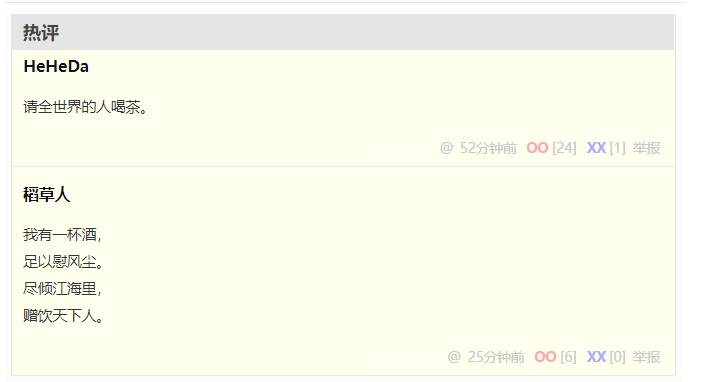 热评
HeHeDa
请全世界的人喝茶。
@ 52分钟前 OO [24] XX [1] 举报
稻草人
我有一杯酒，
足以慰风尘。
尽倾江海里，
赠饮天下人。
@ 25分钟前 OO [6] XX [0] 举报